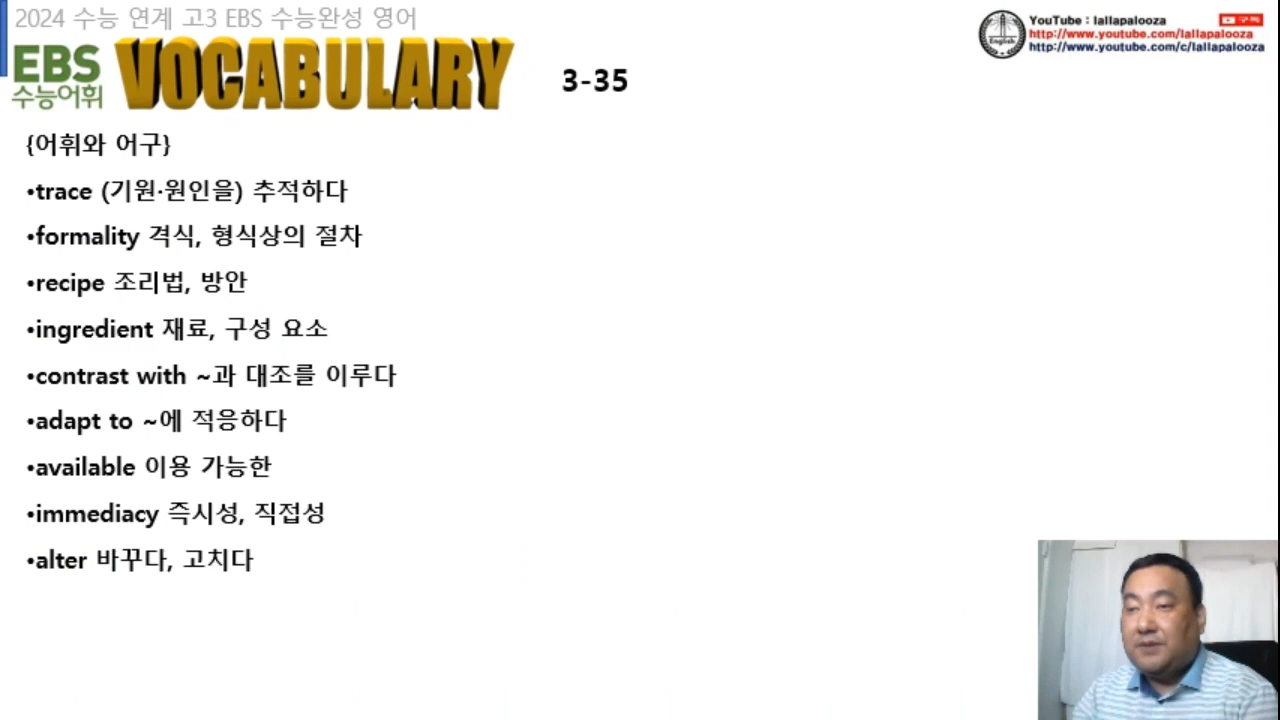 2024 수능 연계 고3 EBS 수능완성 영어
EBS
수능어휘
VOCABULARY
3-35
YouTube : lallapalooza
구독
http://www.youtube.com/lallapalooza
http://www.youtube.com/c/lallapalooza
English
{어휘와 어구}
•trace (기원·원인을) 추적하다
•formality 격식, 형식상의 절차
•recipe 조리법, 방안
•ingredient 재료, 구성 요소
•contrast with ~과 대조를 이루다
•adapt to ~에 적응하다
•available 이용 가능한
•immediacy 즉시성, 직접성
•alter 바꾸다, 고치다